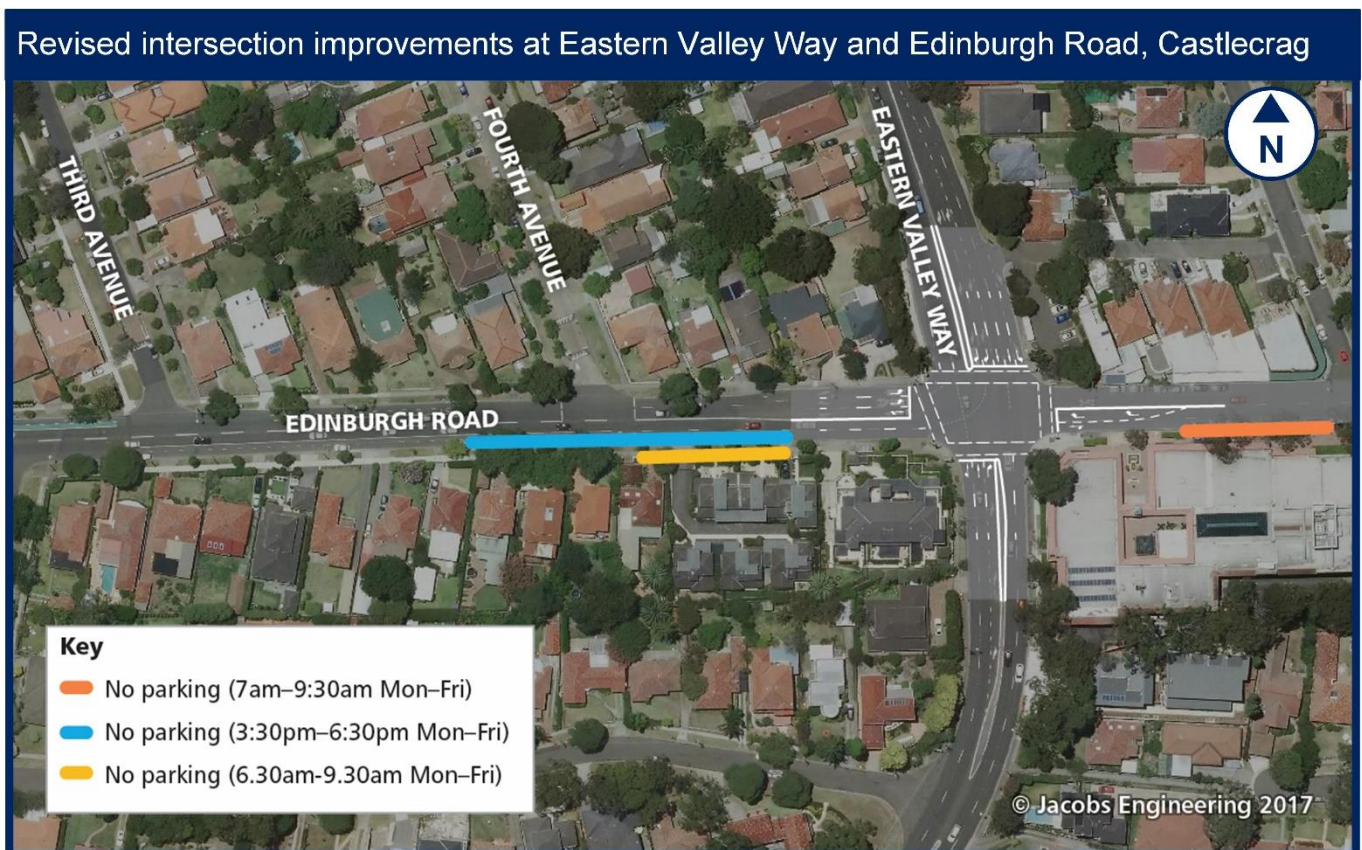 Revised intersection improvements at Eastern Valley Way and Edinburgh Road, Castlecrag
N
THIRD AVENUE
FOURTH AVENUE
EASTERN VALLEY WAY
EDINBURGH ROAD
Key
No parking (7am–9:30am Mon–Fri)
No parking (3:30pm–6:30pm Mon–Fri)
No parking (6.30am-9.30am Mon–Fri)
© Jacobs Engineering 2017